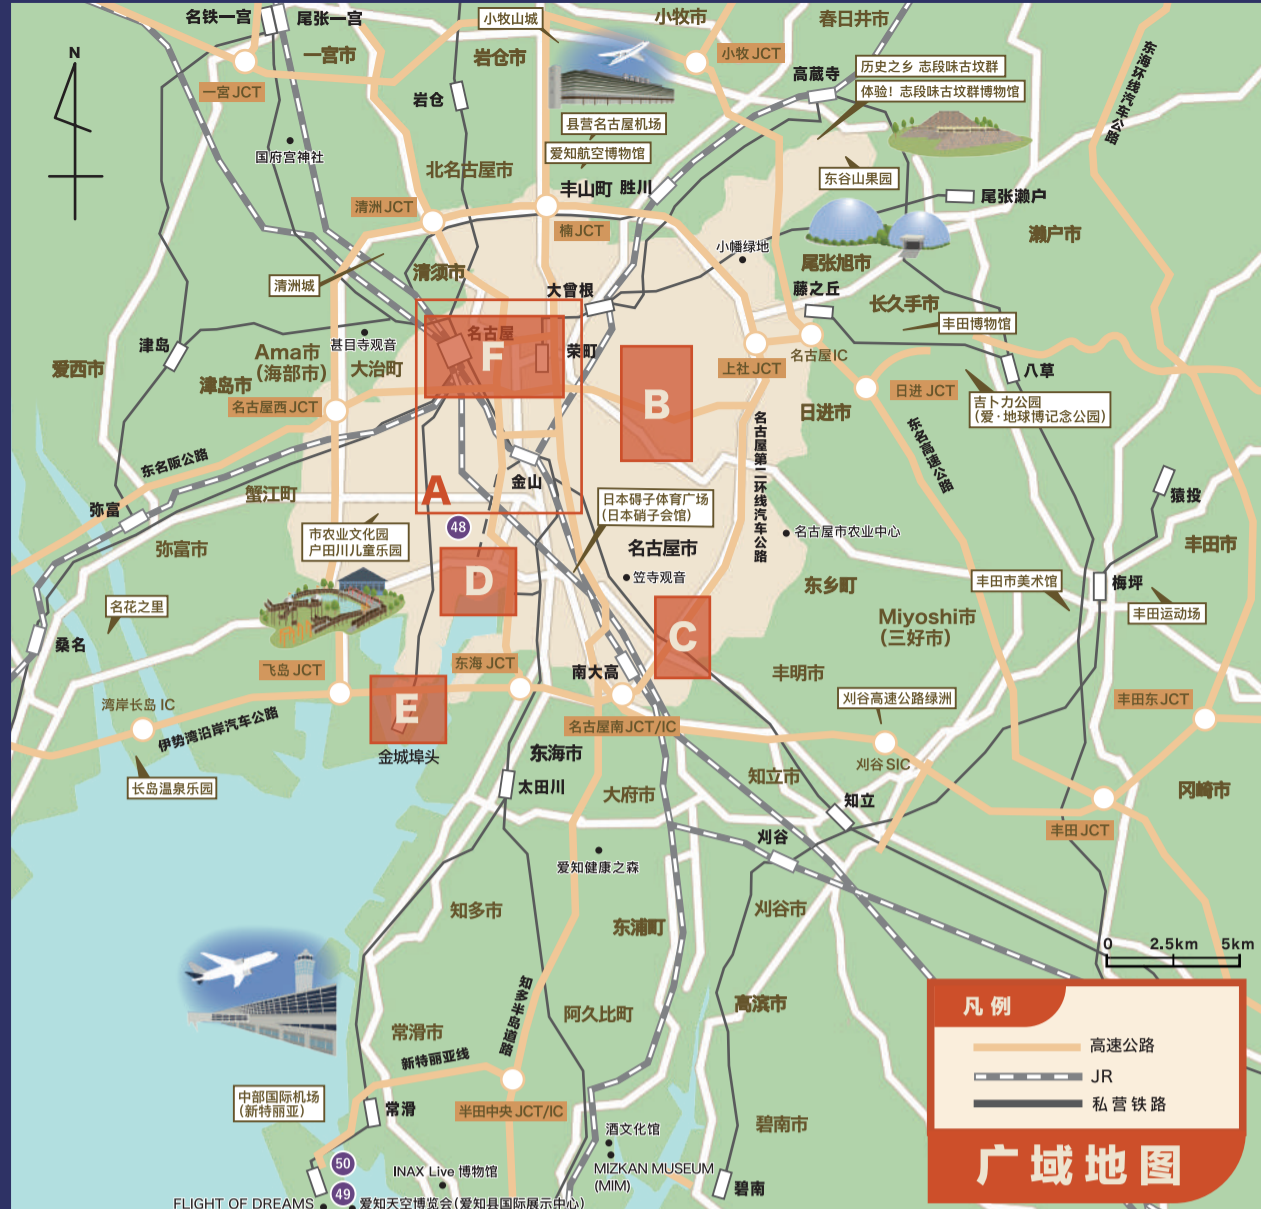 名铁一宫
尾张一宫
小牧山城
小牧市
春日井市
一宫市
岩仓市
小牧 JCT
高蔵寺
历史之乡 志段味古坟群
体验！志段味古坟群博物馆
东海环线汽车公路
N
一宫 JCT
岩仓
县营名古屋机场
爱知航空博物馆
国府宫神社
北名古屋市
丰山町
胜川
东谷山果园
尾张濑户
清洲 JCT
楠 JCT
濑户市
小幡绿地
尾张旭市
清须市
清洲城
大曾根
藤之丘
长久手市
丰田博物馆
津岛
甚目寺观音
名古屋
F
荣町
名古屋 IC
爱西市
Ama市
(海部市)
大治町
上社 JCT
八草
津岛市
名古屋西 JCT
B
日进市
日进 JCT
吉卜力公园
(爱·地球博记念公园)
东名高速公路
名古屋第二环线汽车公路
东名阪公路
金山
A
蟹江町
弥富
48
日本碍子体育广场
(日本硝子会馆)
猿投
市农业文化园
户田川儿童乐园
名古屋市
名古屋市农业中心
弥富市
丰田市
D
笠寺观音
东乡町
丰田市美术馆
梅坪
名花之里
丰田运动场
Miyoshi市
(三好市)
C
桑名
飞岛 JCT
东海 JCT
南大高
丰明市
刈谷高速公路绿洲
丰田东 JCT
湾岸长岛 IC
E
伊势湾沿岸汽车公路
名古屋南 JCT/IC
金城埠头
东海市
刈谷 SIC
长岛温泉乐园
太田川
大府市
知立市
知立
冈崎市
丰田 JCT
刈谷
爱知健康之森
知多市
刈谷市
东浦町
0
2.5km
5km
知多半岛道路
高滨市
凡例
阿久比町
常滑市
高速公路
新特丽亚线
JR
中部国际机场
(新特丽亚)
私营铁路
常滑
半田中央 JCT/IC
碧南市
酒文化馆
广域地图
50
INAX Live 博物馆
MIZKAN MUSEUM
(MIM)
碧南
49
FLIGHT OF DREAMS
爱知天空博览会(爱知县国际展示中心)